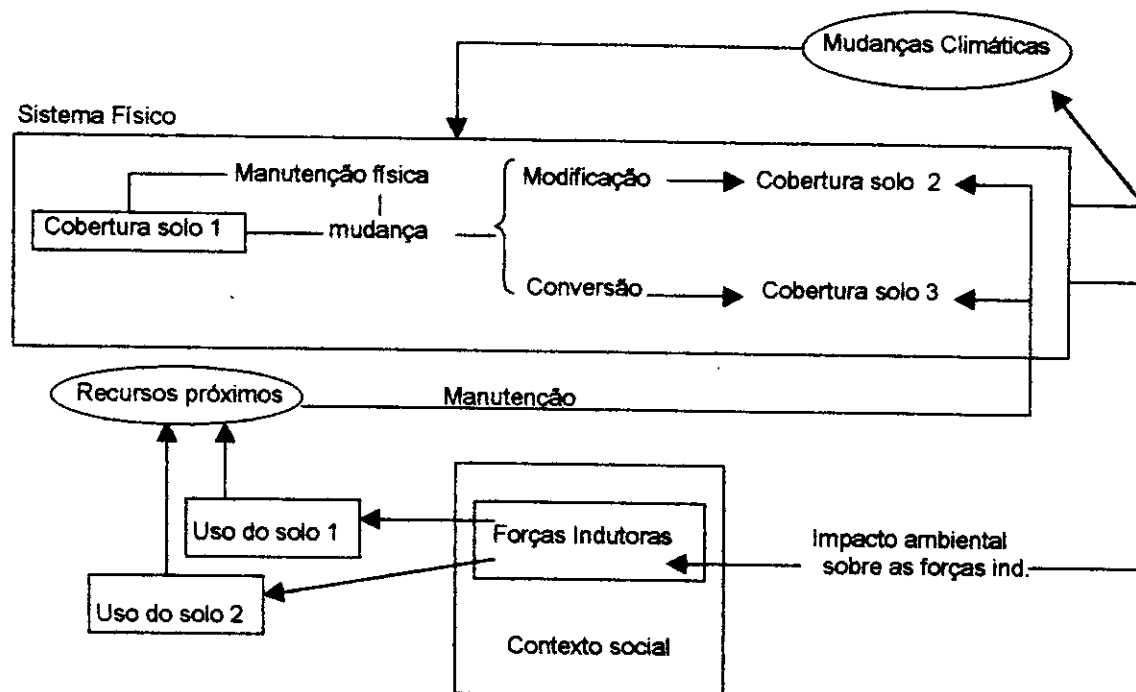 Mudanças Climáticas
Sistema Físico
Manutenção física
Modificação
Cobertura solo 2
Cobertura solo 1
mudança
Conversão
Cobertura solo 3
Recursos próximos
Manutenção
Uso do solo 1
Forças Indutoras
Impacto ambiental
sobre as forças ind.
Uso do solo 2
Contexto social